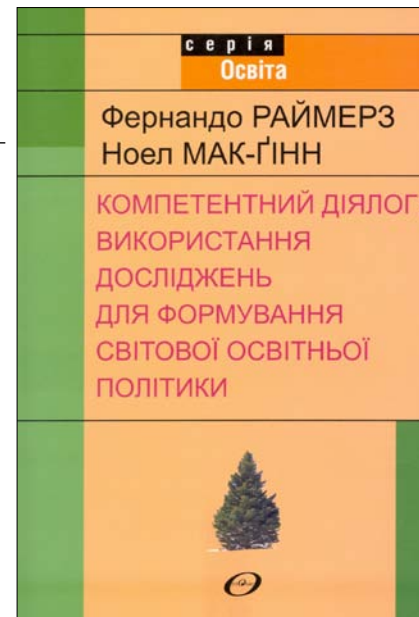 серія
Освіта
Фернандо РАЙМЕРЗ
Ноел МАК-ҐІНН
КОМПЕТЕНТНИЙ ДІЯЛОГ
ВИКОРИСТАННЯ
ДОСЛІДЖЕНЬ
ДЛЯ ФОРМУВАННЯ
СВІТОВОЇ ОСВІТНЬОЇ
ПОЛІТИКИ